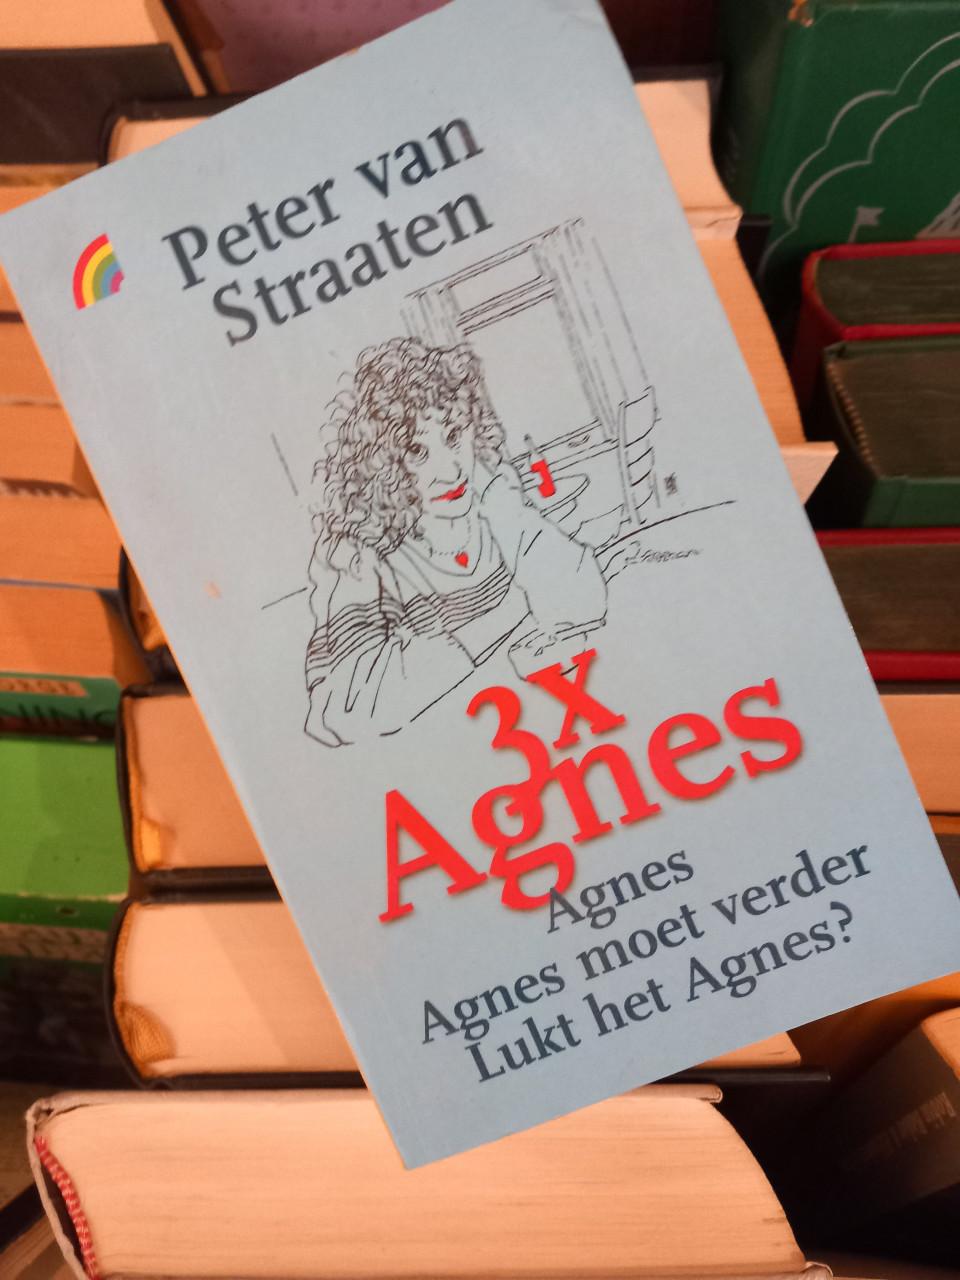 Peter van
Straaten
3x
Agnes
Agnes
Agnes moet verder
Lukt het Agnes?